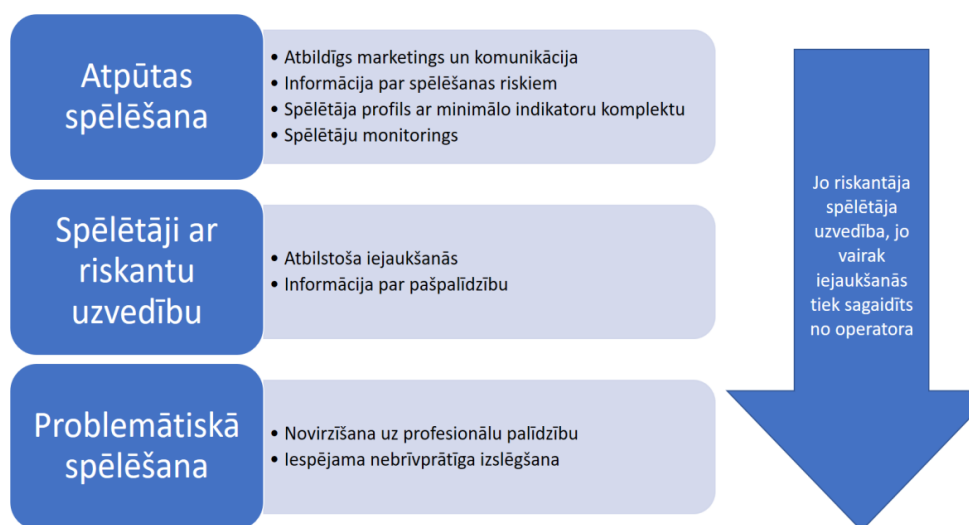 Atpūtas
spēlēšana
• Atbildīgs marketings un komunikācija
• Informācija par spēlēšanas riskiem
• Spēlētāja profils ar minimālo indikatoru komplektu
• Spēlētāju monitorings
Spēlētāji ar
riskantu
uzvedību
• Atbilstoša iejaukšanās
• Informācija par pašpalīdzību
Problemātiskā
spēlēšana
• Novirzīšana uz profesionālu palīdzību
• Iespējama nebrīvprātīga izslēgšana
Jo riskantāja
spēlētāja
uzvedība, jo
vairak
iejaukšanās
tiek sagaidīts
no operatora